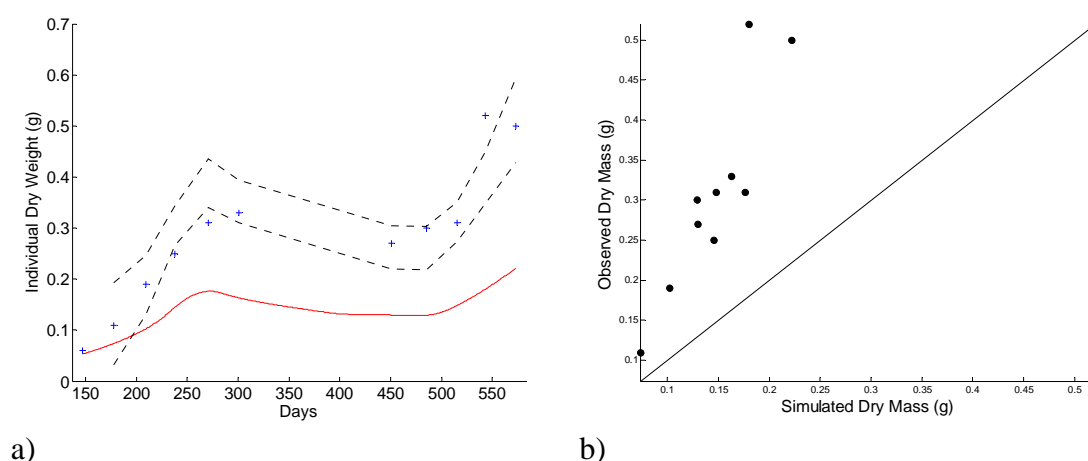 0.7
0.6
0.5
0.4
0.3
0.2
0.1
0
Individual Dry Weight (g)
150 200 250 300 350 400 450 500 550
Days
a)
0.5
0.45
0.4
0.35
0.3
0.25
0.2
0.15
0.1
Observed Dry Mass (g)
0.1 0.15 0.2 0.25 0.3 0.35 0.4 0.45 0.5
Simulated Dry Mass (g)
b)